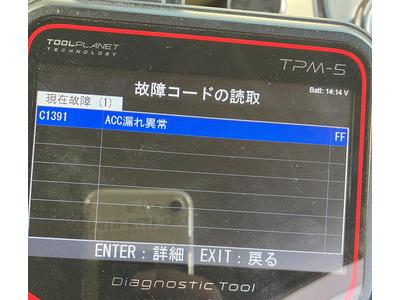 TOOLPLANET
TECHNOLOGY
TPM-5
故障コードの読取
Batt: 14.14 V
現在故障 (1)
C1391 ACC漏れ異常 FF
ENTER：詳細 EXIT：戻る
Diagnostic Tool